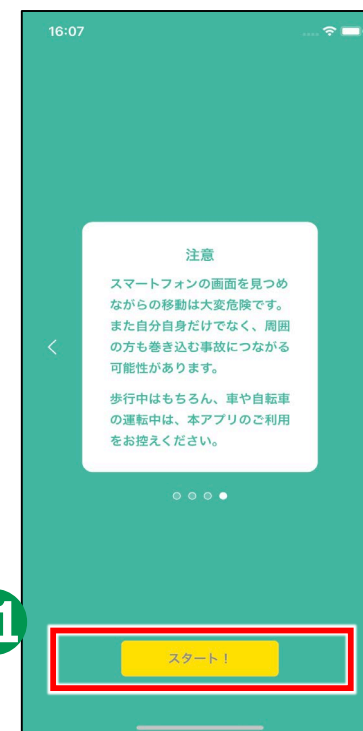 16:07
注意
スマートフォンの画面を見つめ
ながらの移動は大変危険です。
また自分自身だけでなく、周囲
の方も巻き込む事故につながる
可能性があります。
歩行中はもちろん、車や自転車
の運転中は、本アプリのご利用
をお控えください。
1
スタート！